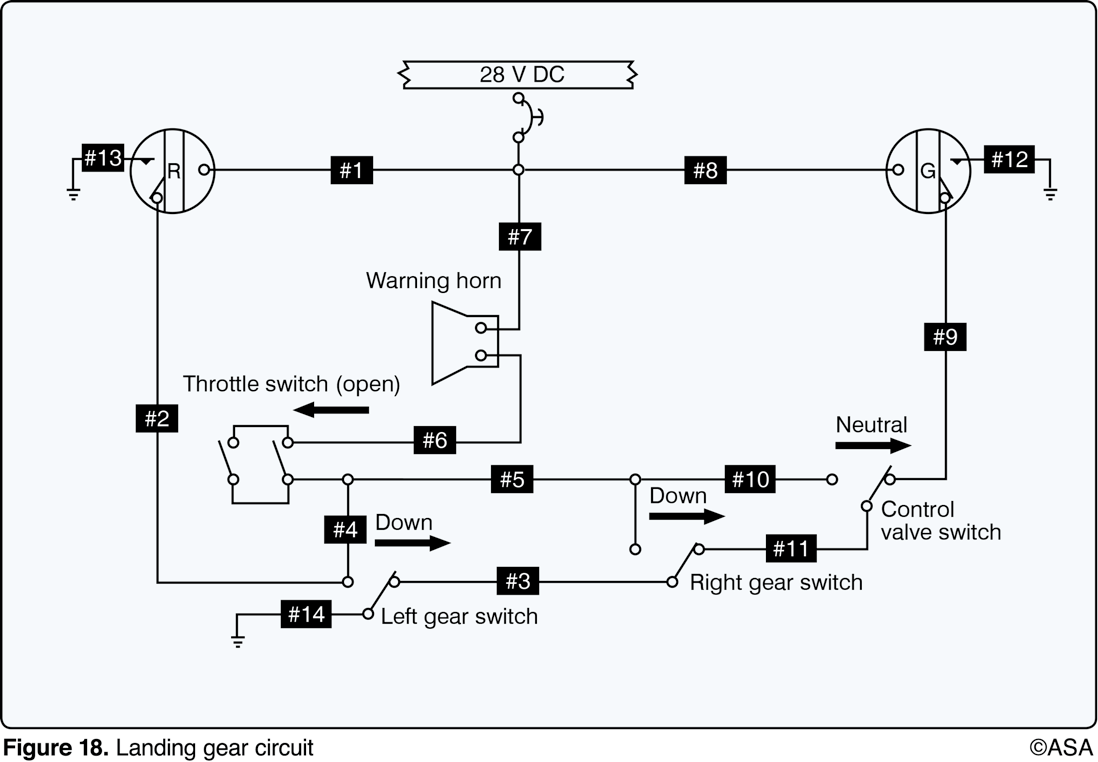 28 V DC
#13
R
#1
#8
G
#12
#7
Warning horn
#9
Throttle switch (open)
#2
#6
Neutral
#5
#10
Down
Control
valve switch
#4
Down
#11
#3
Right gear switch
#14
Left gear switch
Figure 18. Landing gear circuit
©ASA